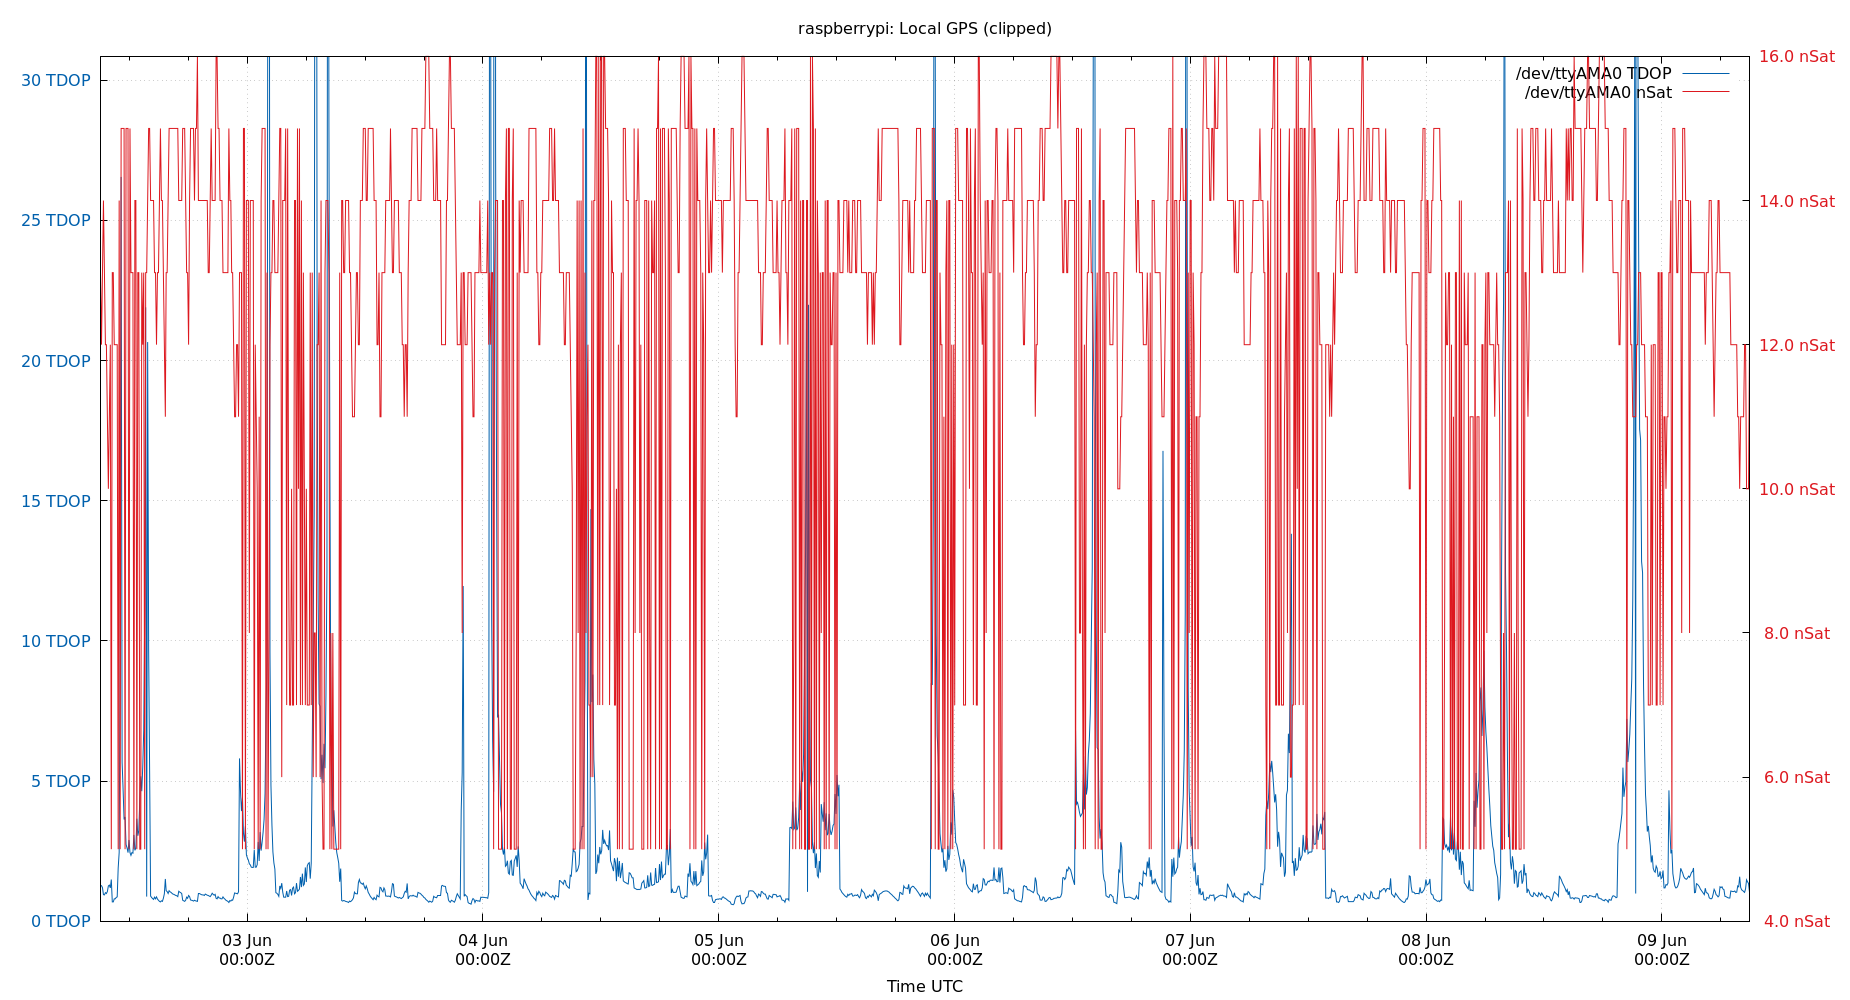 raspberrypi: Local GPS (clipped)
30 TDOP
25 TDOP
20 TDOP
15 TDOP
10 TDOP
5 TDOP
0 TDOP
/dev/ttyAMA0 TDOP
/dev/ttyAMA0 nSat
16.0 nSat
14.0 nSat
12.0 nSat
10.0 nSat
8.0 nSat
6.0 nSat
4.0 nSat
03 Jun
00:00Z
04 Jun
00:00Z
05 Jun
00:00Z
06 Jun
00:00Z
07 Jun
00:00Z
08 Jun
00:00Z
09 Jun
00:00Z
Time UTC